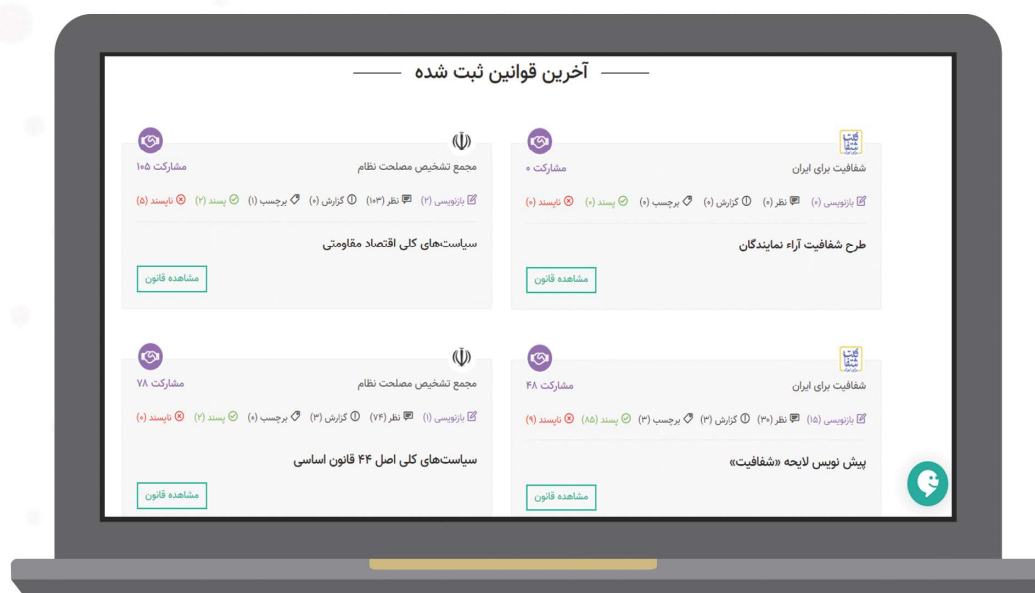 آخرین قوانین ثبت شده
شفافیت برای ایران
مشارکت ۰
بازنویسی (۰) نظر (۰) گزارش (۰) برچسب (۰) پسند (۰) ناپسند (۰)
طرح شفافیت آراء نمایندگان
مشاهده قانون
مجمع تشخیص مصلحت نظام
مشارکت ۱۰۵
بازنویسی (۲) نظر (۱۰۳) گزارش (۰) برچسب (۱) پسند (۲) ناپسند (۵)
سیاست‌های کلی اقتصاد مقاومتی
مشاهده قانون
شفافیت برای ایران
مشارکت ۴۸
بازنویسی (۱۵) نظر (۳۰) گزارش (۳) برچسب (۳) پسند (۸۵) ناپسند (۹)
پیش نویس لایحه «شفافیت»
مشاهده قانون
مجمع تشخیص مصلحت نظام
مشارکت ۷۸
بازنویسی (۱) نظر (۷۴) گزارش (۳) برچسب (۰) پسند (۲) ناپسند (۰)
سیاست‌های کلی اصل ۴۴ قانون اساسی
مشاهده قانون